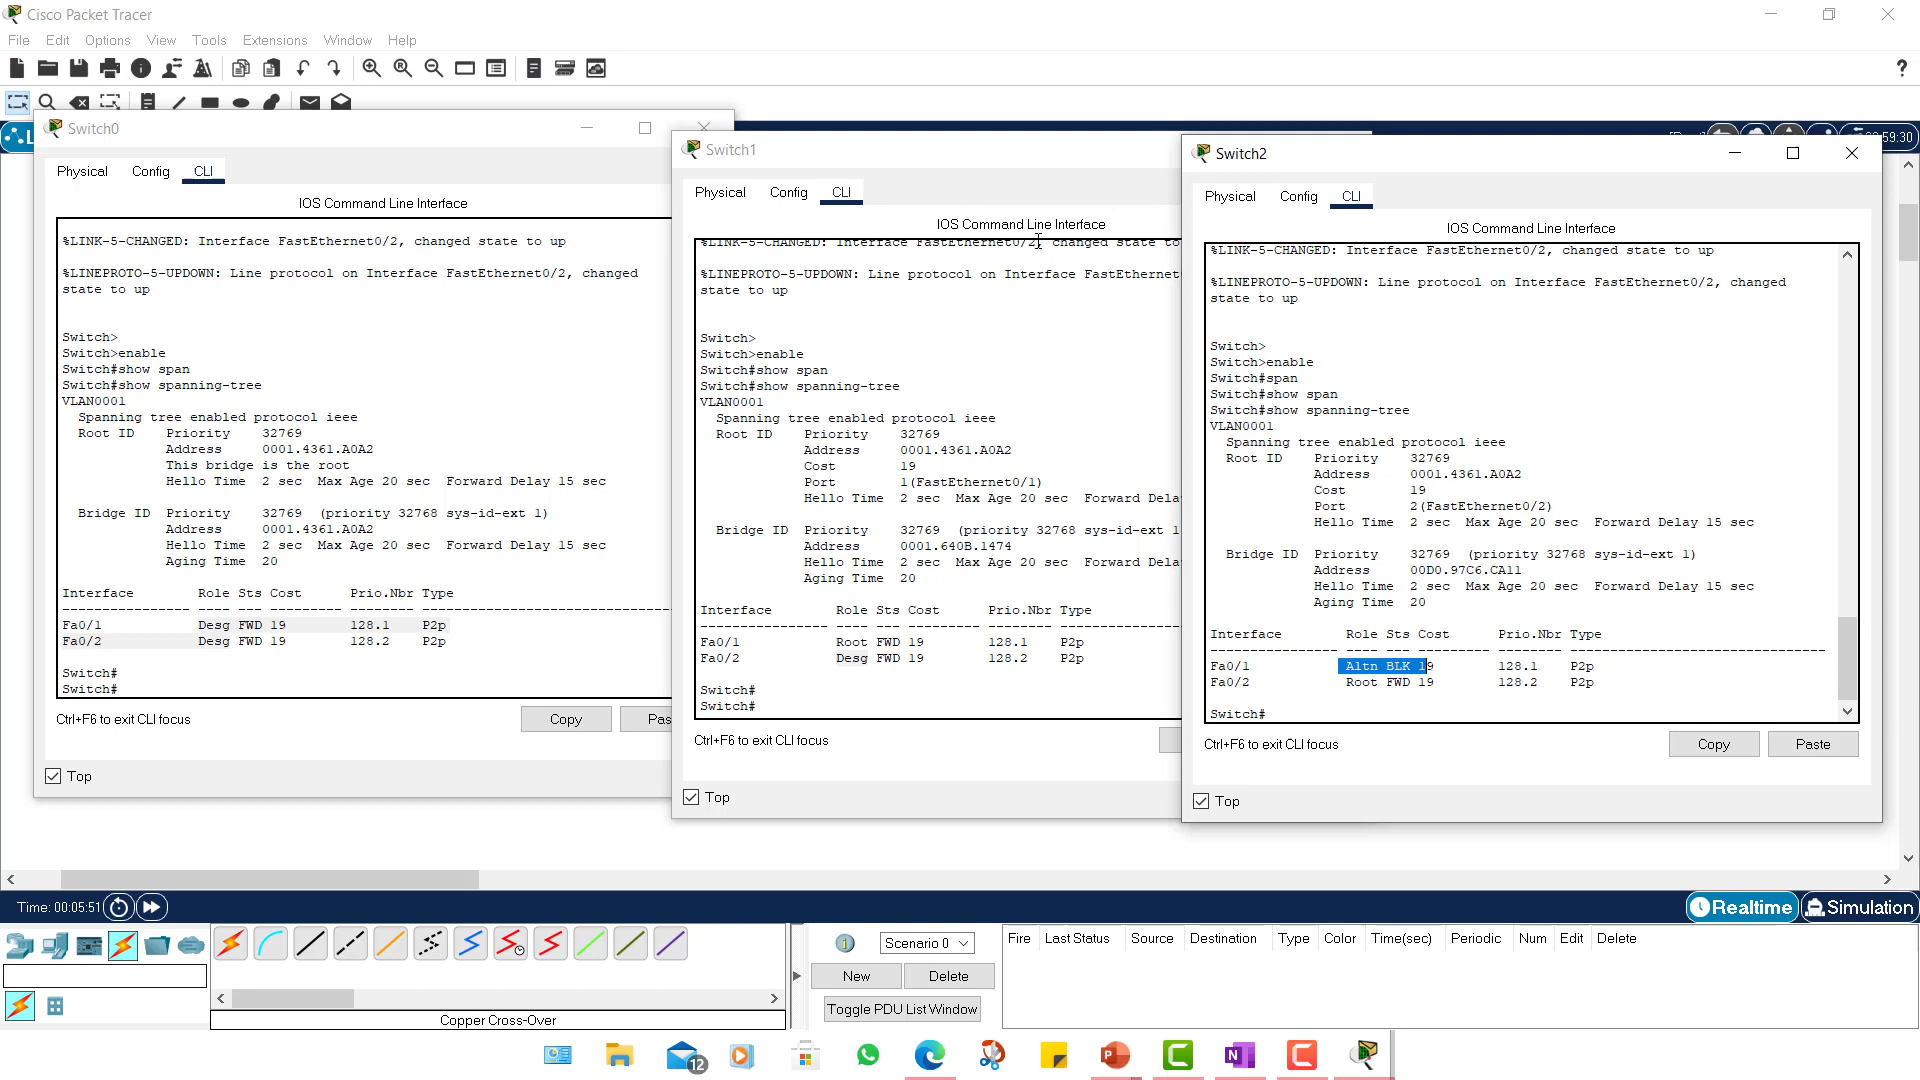 Cisco Packet Tracer
File Edit Options View Tools Extensions Window Help
Switch0
Physical Config CLI
IOS Command Line Interface
%LINK-5-CHANGED: Interface FastEthernet0/2, changed state to up
%LINEPROTO-5-UPDOWN: Line protocol on Interface FastEthernet0/2, changed
state to up
Switch>
Switch>enable
Switch#show span
Switch#show spanning-tree
VLAN0001
Spanning tree enabled protocol ieee
Root ID Priority 32769
Address 0001.4361.A0A2
This bridge is the root
Hello Time 2 sec Max Age 20 sec Forward Delay 15 sec
Bridge ID Priority 32769 (priority 32768 sys-id-ext 1)
Address 0001.4361.A0A2
Hello Time 2 sec Max Age 20 sec Forward Delay 15 sec
Aging Time 20
Interface Role Sts Cost Prio.Nbr Type
---------------- ---- --- --------- -------- --------------------------------
Fa0/1 Desg FWD 19 128.1 P2p
Fa0/2 Desg FWD 19 128.2 P2p
Switch#
Switch#
Ctrl+F6 to exit CLI focus
Copy
Pas
Top
Switch1
Physical Config CLI
IOS Command Line Interface
%LINK-5-CHANGED: Interface FastEthernet0/2, changed state to
%LINEPROTO-5-UPDOWN: Line protocol on Interface FastEthernet
state to up
Switch>
Switch>enable
Switch#show span
Switch#show spanning-tree
VLAN0001
Spanning tree enabled protocol ieee
Root ID Priority 32769
Address 0001.4361.A0A2
Cost 19
Port 1(FastEthernet0/1)
Hello Time 2 sec Max Age 20 sec Forward Dela
Bridge ID Priority 32769 (priority 32768 sys-id-ext 1
Address 0001.640B.1474
Hello Time 2 sec Max Age 20 sec Forward Dela
Aging Time 20
Interface Role Sts Cost Prio.Nbr Type
---------------- ---- --- --------- -------- ---------------
Fa0/1 Root FWD 19 128.1 P2p
Fa0/2 Desg FWD 19 128.2 P2p
Switch#
Switch#
Ctrl+F6 to exit CLI focus
Top
59:30
Switch2
Physical Config CLI
IOS Command Line Interface
%LINK-5-CHANGED: Interface FastEthernet0/2, changed state to up
%LINEPROTO-5-UPDOWN: Line protocol on Interface FastEthernet0/2, changed
state to up
Switch>
Switch>enable
Switch#span
Switch#show span
Switch#show spanning-tree
VLAN0001
Spanning tree enabled protocol ieee
Root ID Priority 32769
Address 0001.4361.A0A2
Cost 19
Port 2(FastEthernet0/2)
Hello Time 2 sec Max Age 20 sec Forward Delay 15 sec
Bridge ID Priority 32769 (priority 32768 sys-id-ext 1)
Address 00D0.97C6.CA11
Hello Time 2 sec Max Age 20 sec Forward Delay 15 sec
Aging Time 20
Interface Role Sts Cost Prio.Nbr Type
---------------- ---- --- --------- -------- --------------------------------
Fa0/1 Altn BLK 19 128.1 P2p
Fa0/2 Root FWD 19 128.2 P2p
Switch#
Ctrl+F6 to exit CLI focus
Copy
Paste
Top
Time: 00:05:51
Realtime
Simulation
Copper Cross-Over
Scenario 0
New
Delete
Toggle PDU List Window
Fire Last Status Source Destination Type Color Time(sec) Periodic Num Edit Delete
12